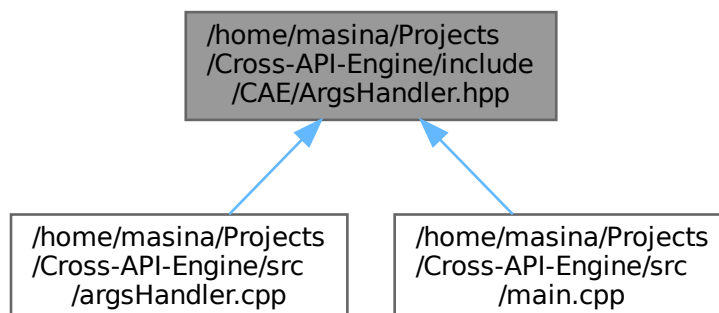 /home/masina/Projects
/Cross-API-Engine/include
/CAE/ArgsHandler.hpp
/home/masina/Projects
/Cross-API-Engine/src
/argsHandler.cpp
/home/masina/Projects
/Cross-API-Engine/src
/main.cpp